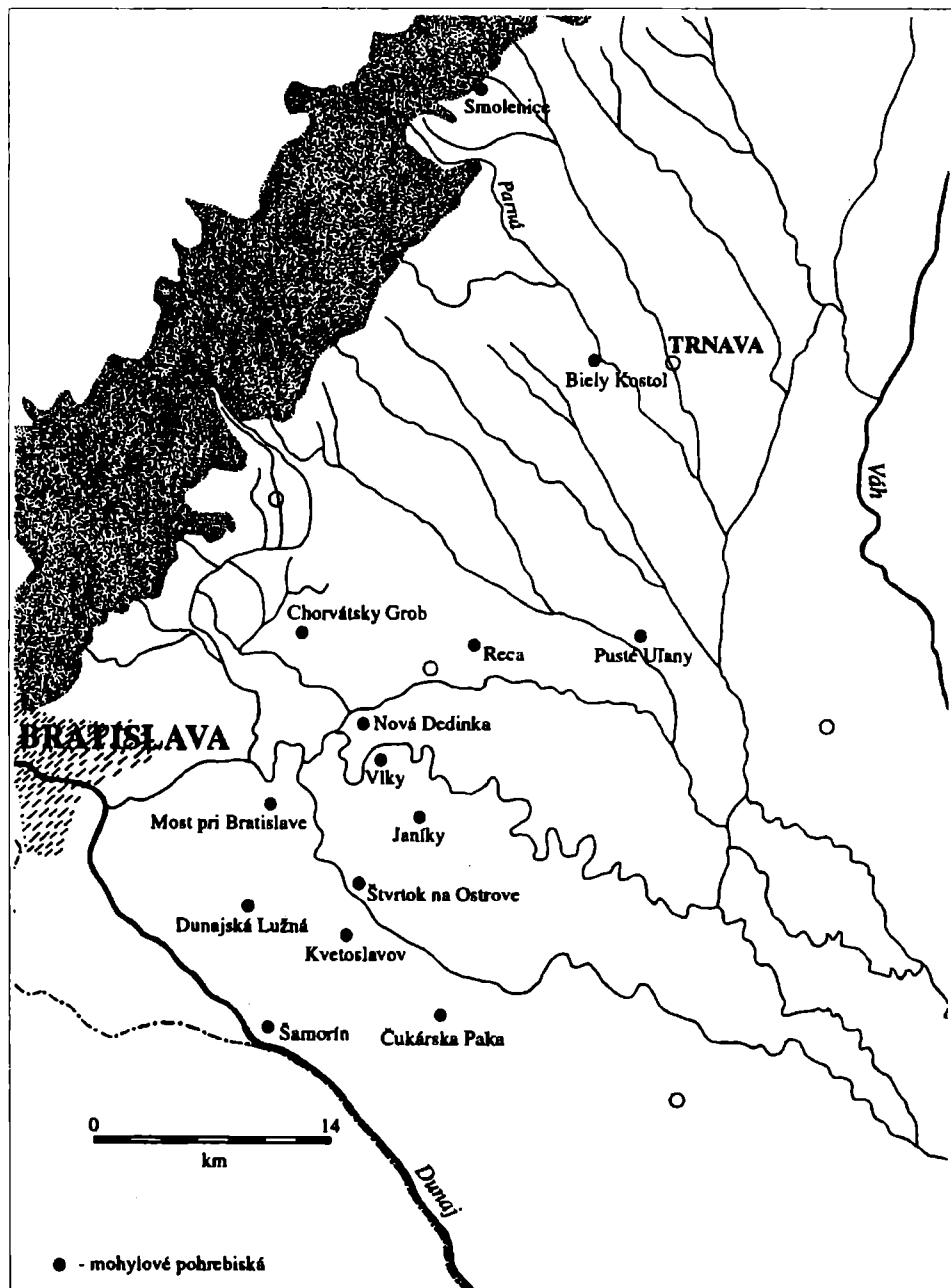 Smolenice
Parná
TRNAVA
Biely Kostol
Váh
Chorvátsky Grob
Reca
Pusté Uľany
BRATISLAVA
Nová Dedinka
Vlky
Most pri Bratislave
Janíky
Štvrtok na Ostrove
Dunajská Lužná
Kvetoslavov
Šamorín
Čukárska Paka
0 14
km
Dunaj
● - mohylové pohrebiská